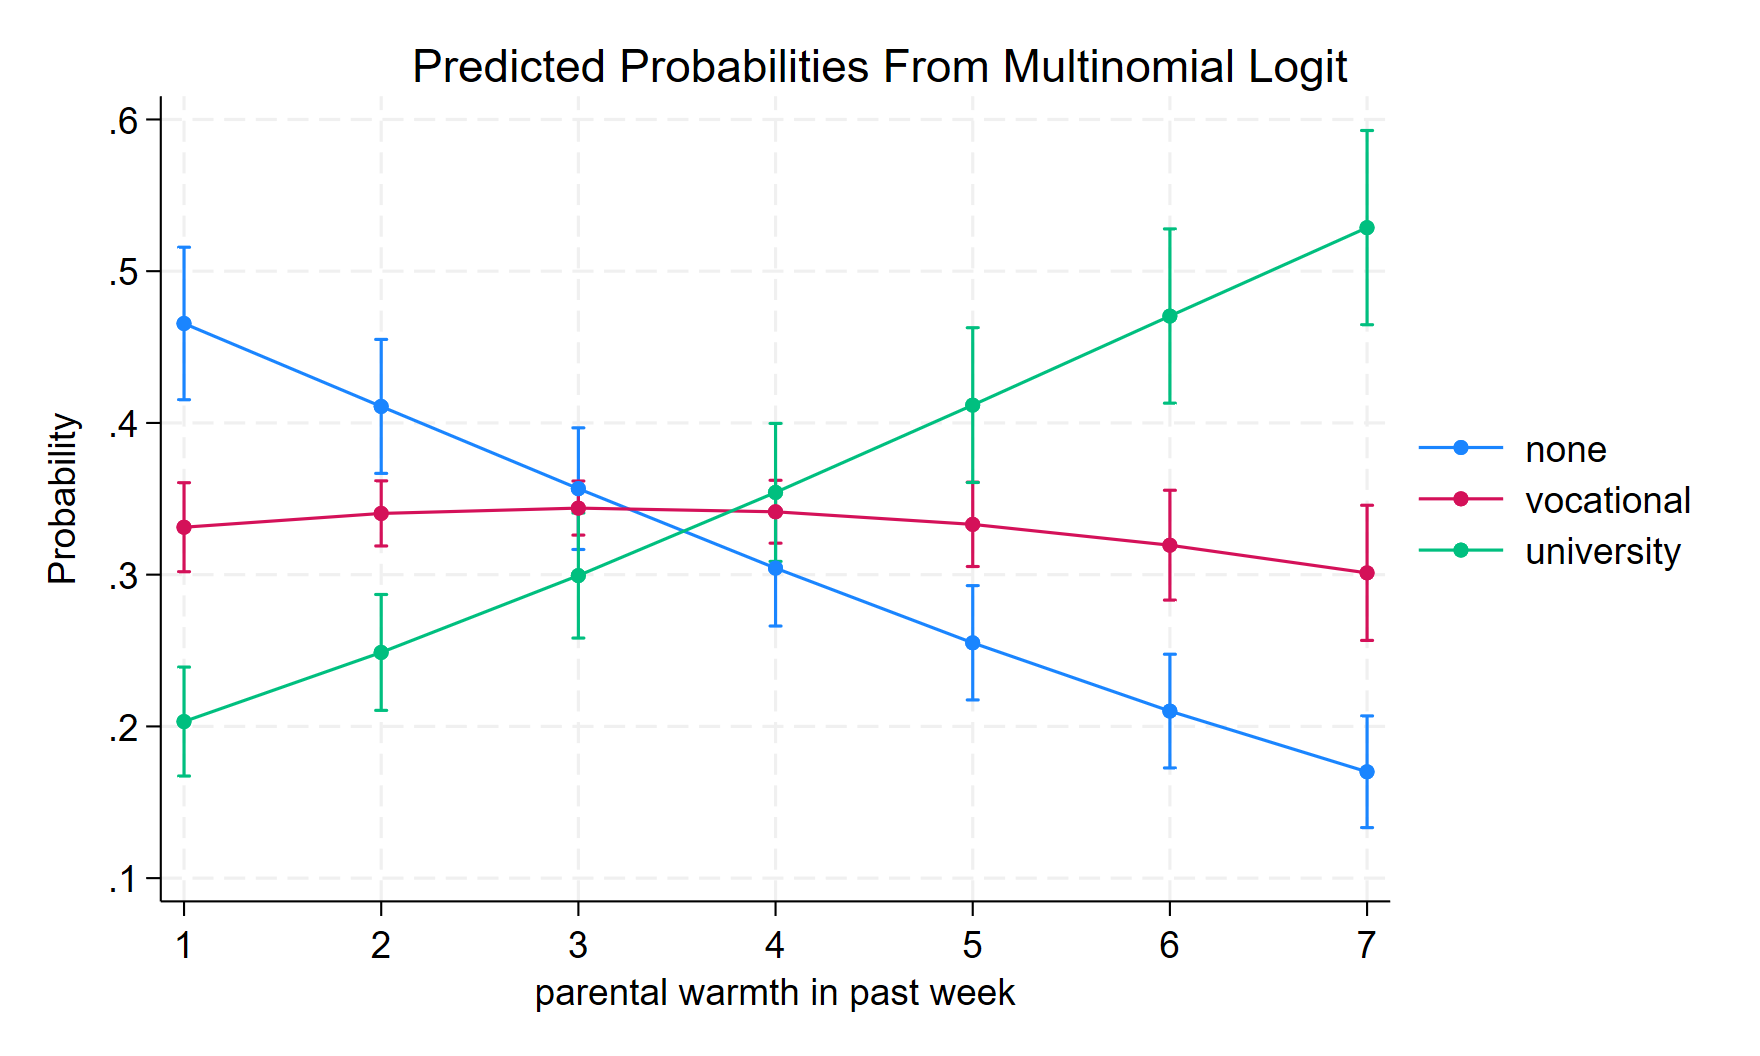 Predicted Probabilities From Multinomial Logit
.6
.5
.4
.3
.2
.1
Probability
1 2 3 4 5 6 7
parental warmth in past week
none
vocational
university